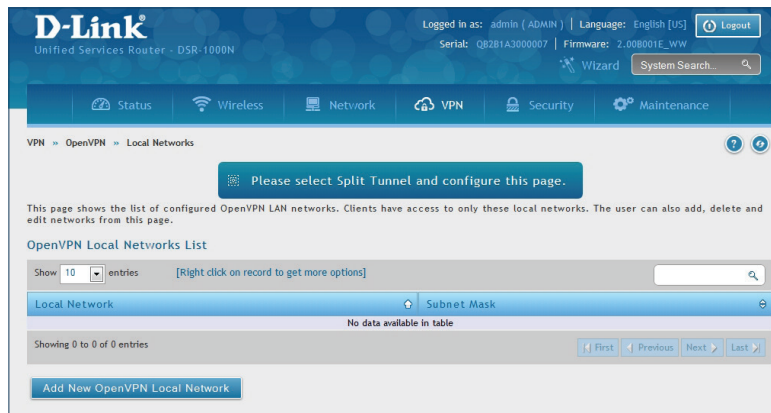 D-Link®
Unified Services Router - DSR-1000N
Logged in as: admin ( ADMIN ) | Language: English [US]
Logout
Serial: QB2B1A3000007 | Firmware: 2.00B001E_WW
Wizard
System Search...
Status
Wireless
Network
VPN
Security
Maintenance
VPN » OpenVPN » Local Networks
?
Please select Split Tunnel and configure this page.
This page shows the list of configured OpenVPN LAN networks. Clients have access to only these local networks. The user can also add, delete and
edit networks from this page.
OpenVPN Local Networks List
Show 10 entries [Right click on record to get more options]
Local Network Subnet Mask
No data available in table
Showing 0 to 0 of 0 entries
First Previous Next Last
Add New OpenVPN Local Network